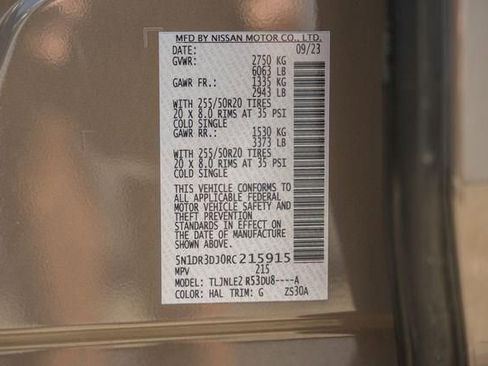 MFD BY NISSAN MOTOR CO., LTD.
DATE: 09/23
GVWR: 2750 KG
6063 LB
GAWR FR.: 1335 KG
2943 LB
WITH 255/50R20 TIRES
20 X 8.0 RIMS AT 35 PSI
COLD SINGLE
GAWR RR.: 1530 KG
3373 LB
WITH 255/50R20 TIRES
20 X 8.0 RIMS AT 35 PSI
COLD SINGLE
THIS VEHICLE CONFORMS TO
ALL APPLICABLE FEDERAL
MOTOR VEHICLE SAFETY AND
THEFT PREVENTION
STANDARDS IN EFFECT ON
THE DATE OF MANUFACTURE
SHOWN ABOVE.
5N1DR3DJ0RC215915
MPV 215
MODEL: TLJNLE2 R53DU8----A
COLOR: HAL TRIM: G ZS30A